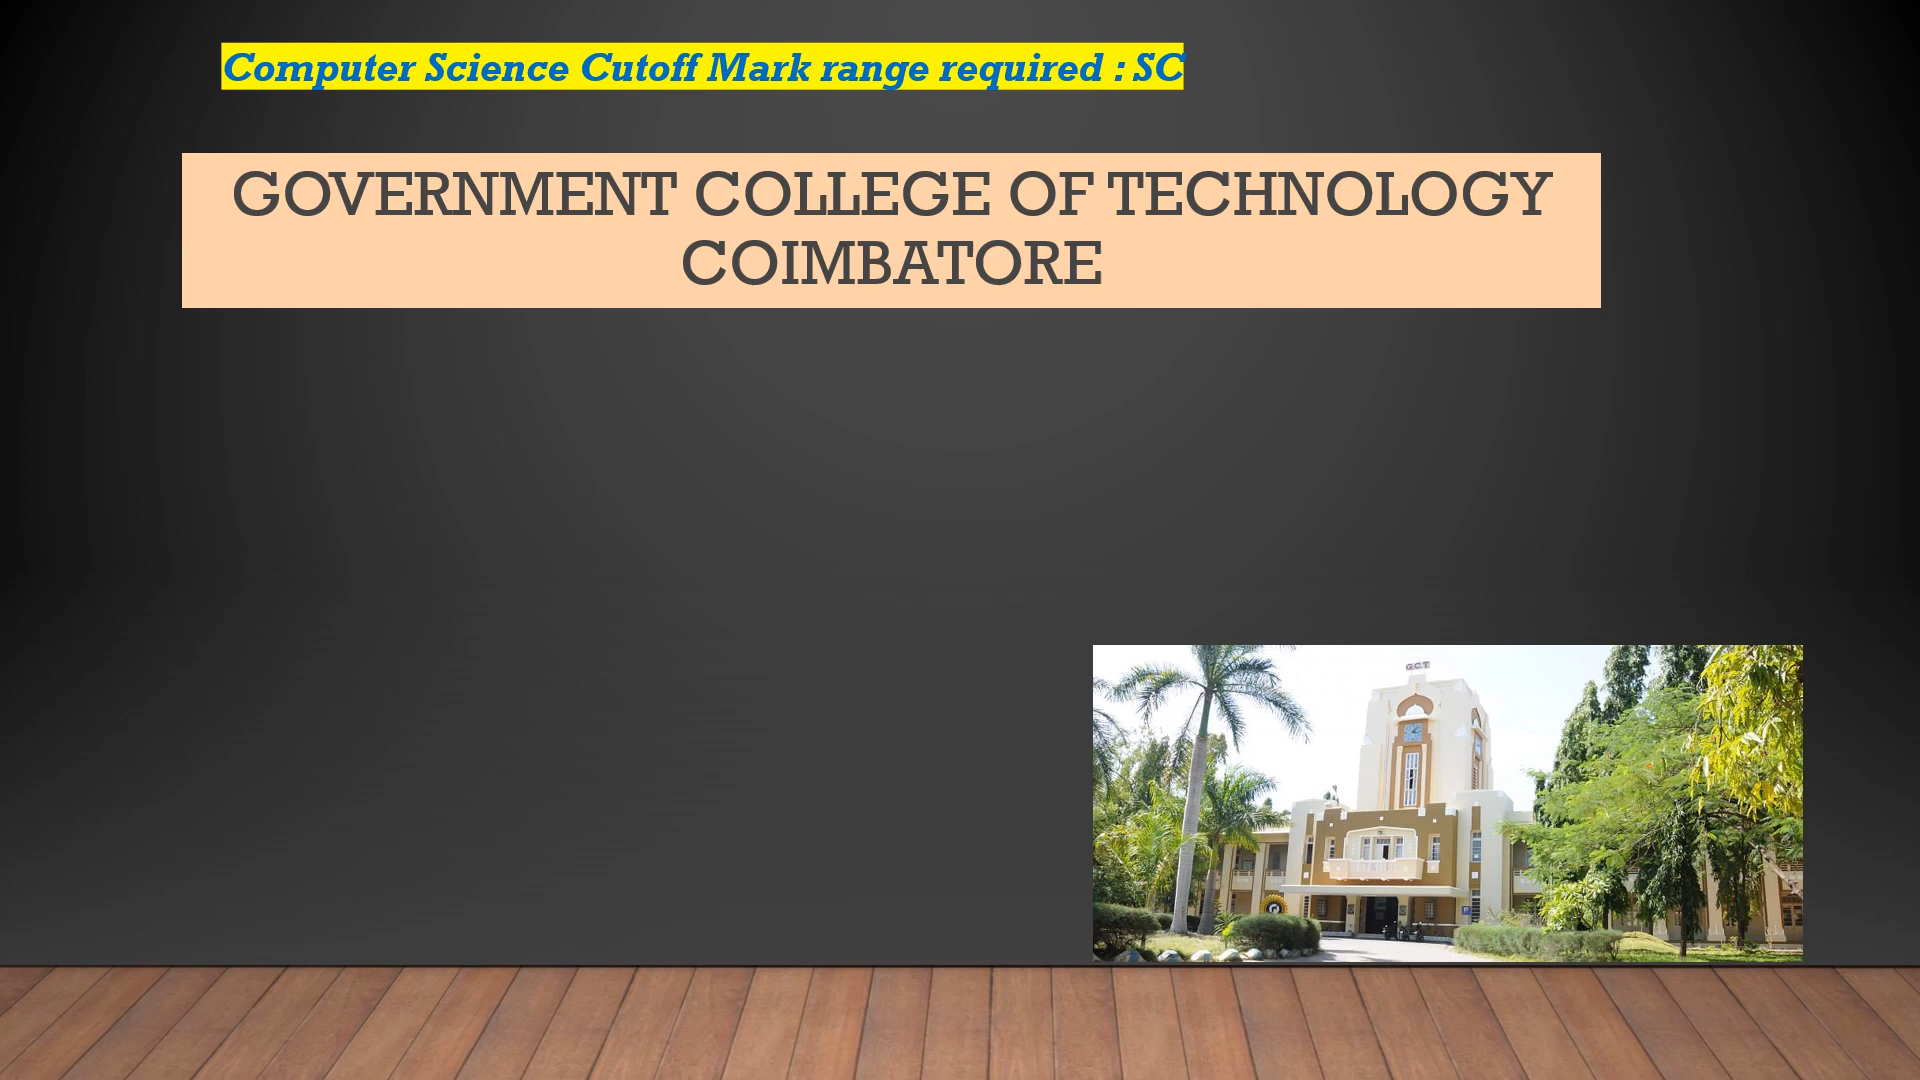 Computer Science Cutoff Mark range required : SC
GOVERNMENT COLLEGE OF TECHNOLOGY
COIMBATORE
G.C.T